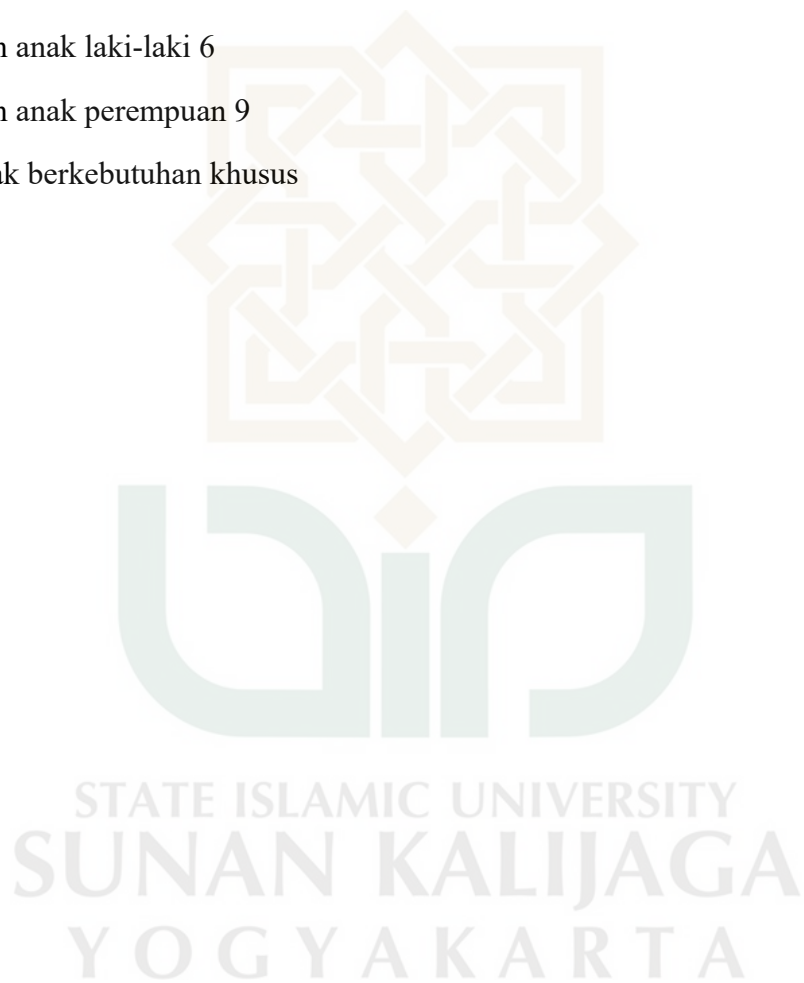 anak laki-laki 6
anak perempuan 9
berkebutuhan khusus
STATE ISLAMIC UNIVERSITY
SUNAN KALIJAGA
YOGYAKARTA